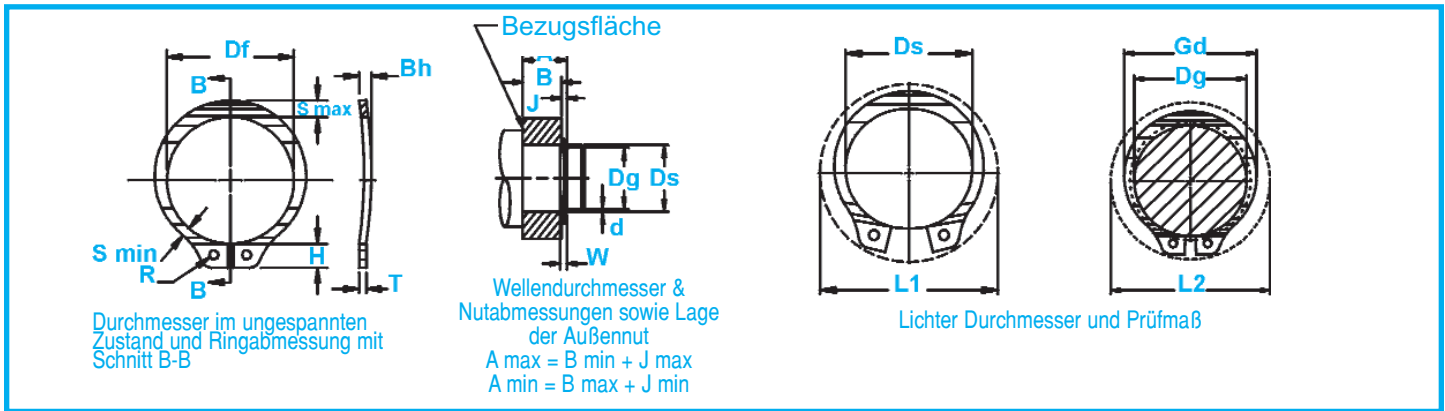 Df
B
Bh
S max
S min
R
H
B
T
Durchmesser im ungespannten
Zustand und Ringabmessung mit
Schnitt B-B
Bezugsfläche
B
J
Dg
Ds
d
W
Wellendurchmesser &
Nutabmessungen sowie Lage
der Außennut
A max = B min + J max
A min = B max + J min
Ds
L1
Gd
Dg
L2
Lichter Durchmesser und Prüfmaß